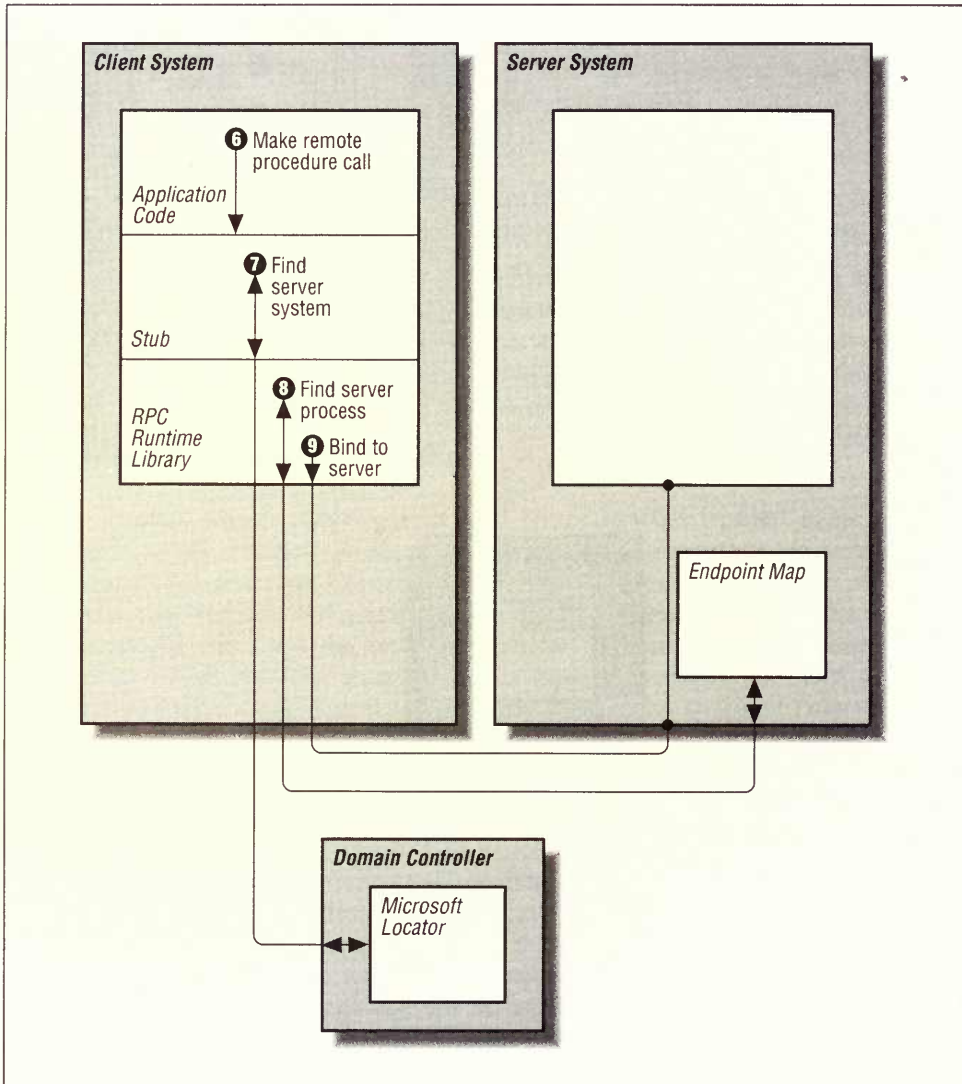 Client System
6 Make remote
procedure call
Application
Code
7 Find
server
system
Stub
8 Find server
process
RPC
Runtime
Library
9 Bind to
server
Server System
Endpoint Map
Domain Controller
Microsoft
Locator